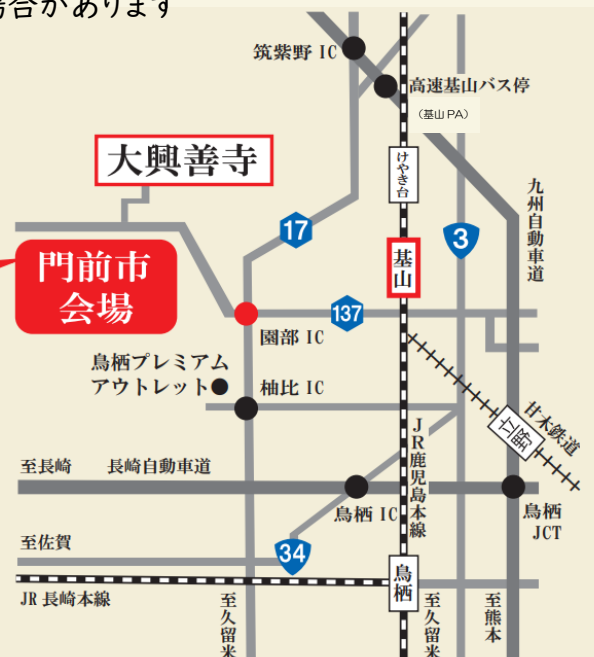 場合があります
筑紫野 IC
高速基山バス停
（基山 PA）
大興善寺
けやき台
九州自動車道
17
3
門前市
会場
基山
137
園部 IC
鳥栖プレミアム
アウトレット●
柚比 IC
甘木鉄道
立野
JR鹿児島本線
至長崎
長崎自動車道
鳥栖 IC
鳥栖
JCT
至佐賀
34
鳥栖
JR 長崎本線
至久留米
至久留米
至熊本